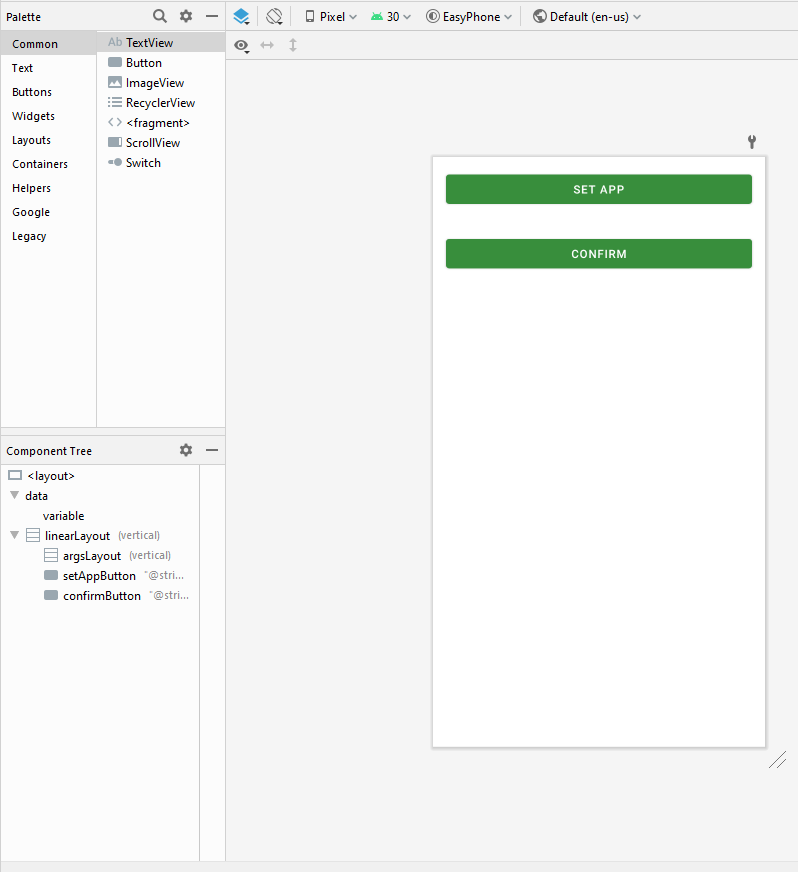 Palette
Pixel 30 EasyPhone Default (en-us)
Common
Text
Buttons
Widgets
Layouts
Containers
Helpers
Google
Legacy
Ab TextView
Button
ImageView
RecyclerView
<fragment>
ScrollView
Switch
SET APP
CONFIRM
Component Tree
<layout>
data
variable
linearLayout (vertical)
argsLayout (vertical)
setAppButton "@stri...
confirmButton "@stri...